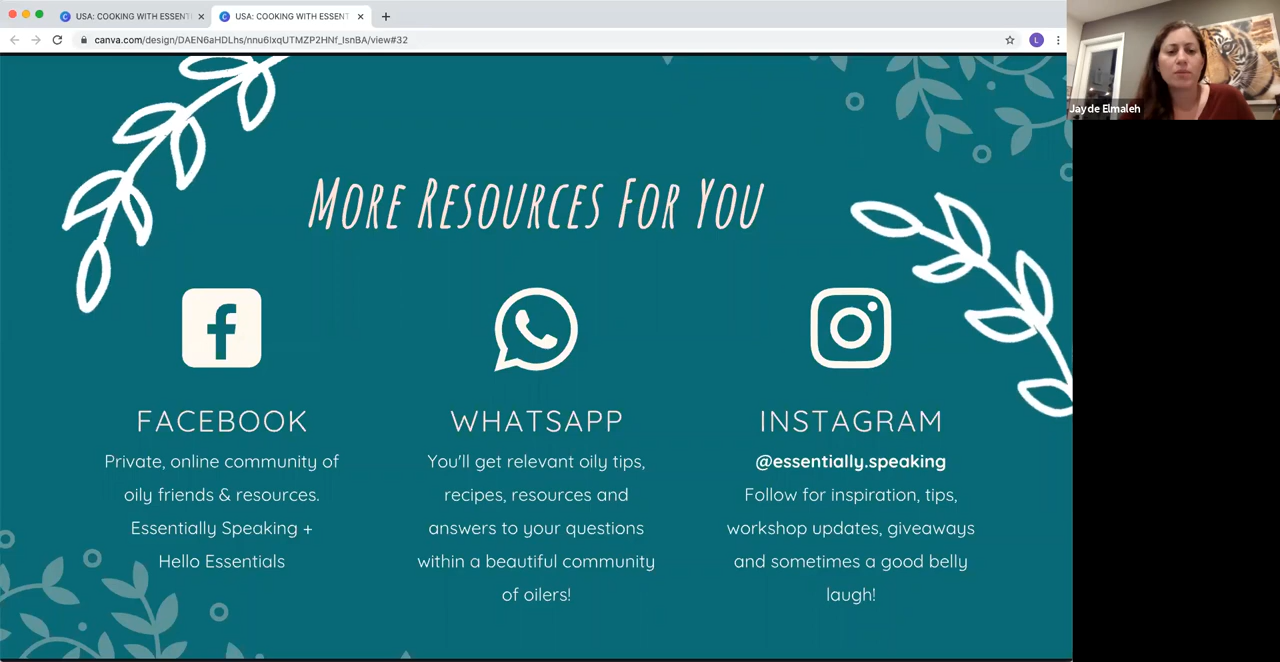 USA: COOKING WITH ESSENT
USA: COOKING WITH ESSENT
canva.com/design/DAEN6aHDLhs/nnu6lxqUTMZP2HNf_lsnBA/view#32
L
Jayde Elmaleh
MORE RESOURCES FOR YOU
FACEBOOK
Private, online community of
oily friends & resources.
Essentially Speaking +
Hello Essentials
WHATSAPP
You'll get relevant oily tips,
recipes, resources and
answers to your questions
within a beautiful community
of oilers!
INSTAGRAM
@essentially.speaking
Follow for inspiration, tips,
workshop updates, giveaways
and sometimes a good belly
laugh!